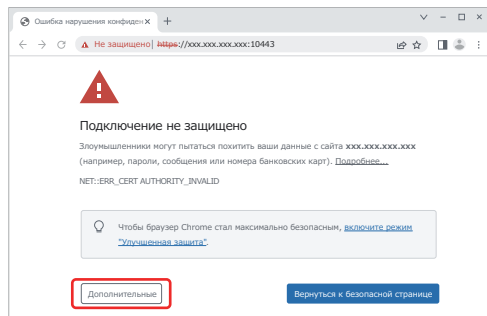 Ошибка нарушения конфиден
Не защищено https://xxx.xxx.xxx.xxx:10443
Подключение не защищено
Злоумышленники могут пытаться похитить ваши данные с сайта xxx.xxx.xxx.xxx
(например, пароли, сообщения или номера банковских карт). Подробнее...
NET::ERR_CERT AUTHORITY_INVALID
Чтобы браузер Chrome стал максимально безопасным, включите режим
"Улучшенная зашита".
Дополнительные
Вернуться к безопасной странице